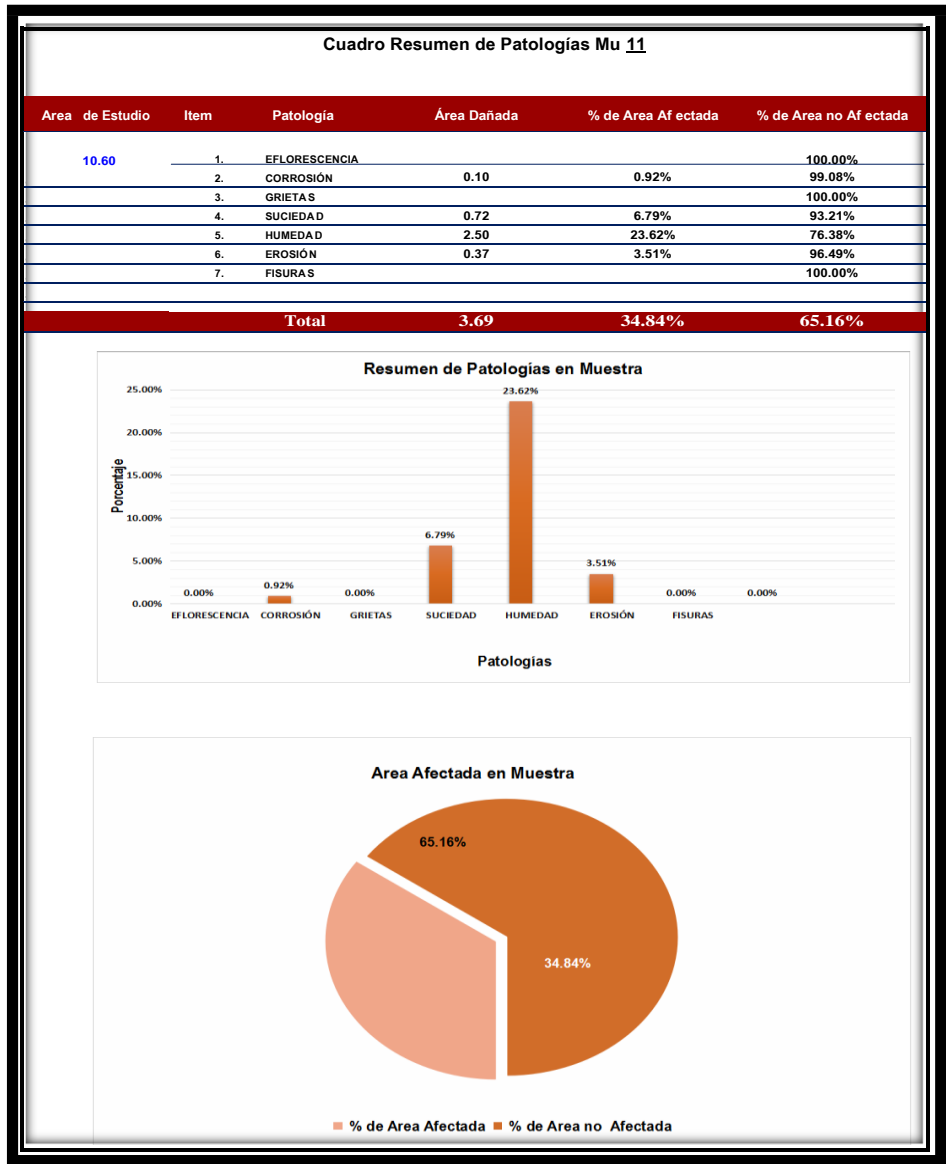 Cuadro Resumen de Patologías Mu 11
Area de Estudio Item Patología Área Dañada % de Area Af ectada % de Area no Af ectada
10.60 1. EFLORESCENCIA 100.00%
2. CORROSIÓN 0.10 0.92% 99.08%
3. GRIETAS 100.00%
4. SUCIEDAD 0.72 6.79% 93.21%
5. HUMEDAD 2.50 23.62% 76.38%
6. EROSIÓN 0.37 3.51% 96.49%
7. FISURAS 100.00%
Total 3.69 34.84% 65.16%
Resumen de Patologías en Muestra
25.00%
20.00%
15.00%
10.00%
5.00%
0.00%
Porcentaje
0.00% 0.92% 0.00% 6.79% 23.62% 3.51% 0.00% 0.00%
EFLORESCENCIA CORROSIÓN GRIETAS SUCIEDAD HUMEDAD EROSIÓN FISURAS
Patologías
Area Afectada en Muestra
65.16%
34.84%
% de Area Afectada % de Area no Afectada